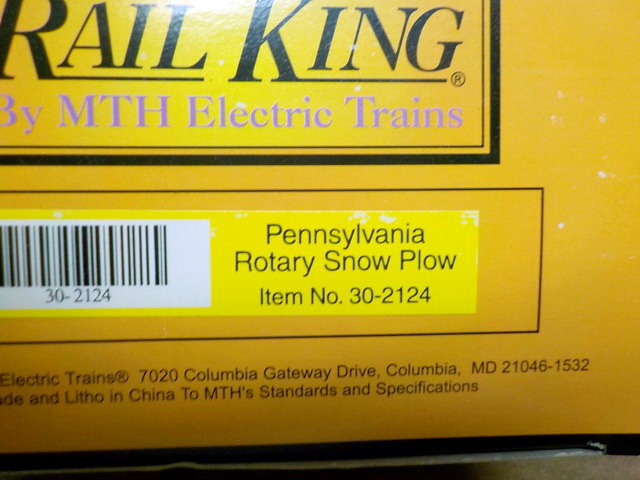 RAIL KING®
By MTH Electric Trains
Pennsylvania
Rotary Snow Plow
30-2124
Item No. 30-2124
Electric Trains® 7020 Columbia Gateway Drive, Columbia, MD 21046-1532
and Litho in China To MTH's Standards and Specifications